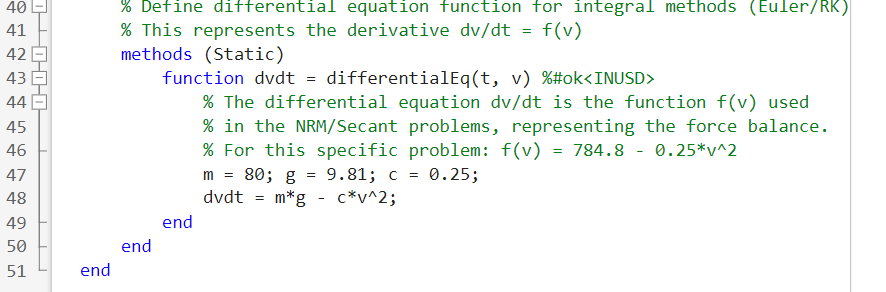 40 % Define differential equation function for integral methods (Euler/RK)
41 % This represents the derivative dv/dt = f(v)
42 methods (Static)
43 function dvdt = differentialEq(t, v) %#ok<INUSD>
44 % The differential equation dv/dt is the function f(v) used
45 % in the NRM/Secant problems, representing the force balance.
46 % For this specific problem: f(v) = 784.8 - 0.25*v^2
47 m = 80; g = 9.81; c = 0.25;
48 dvdt = m*g - c*v^2;
49 end
50 end
51 end